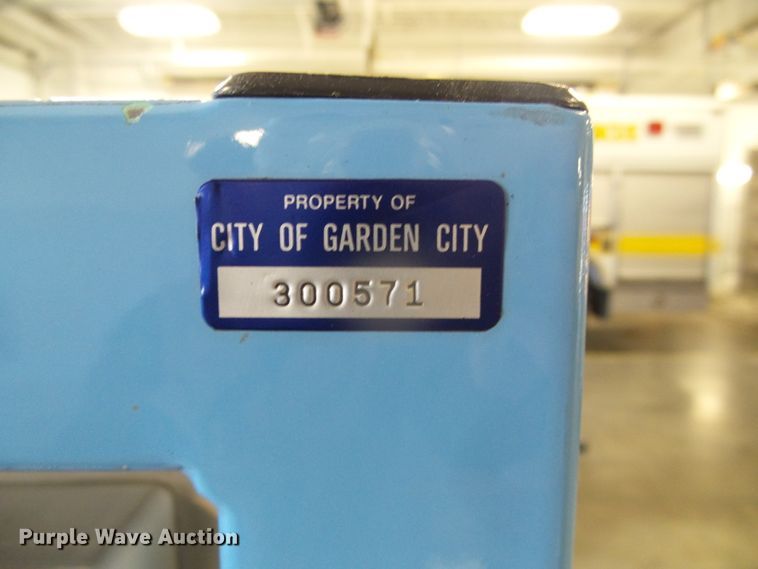 PROPERTY OF
CITY OF GARDEN CITY
300571
Purple Wave Auction